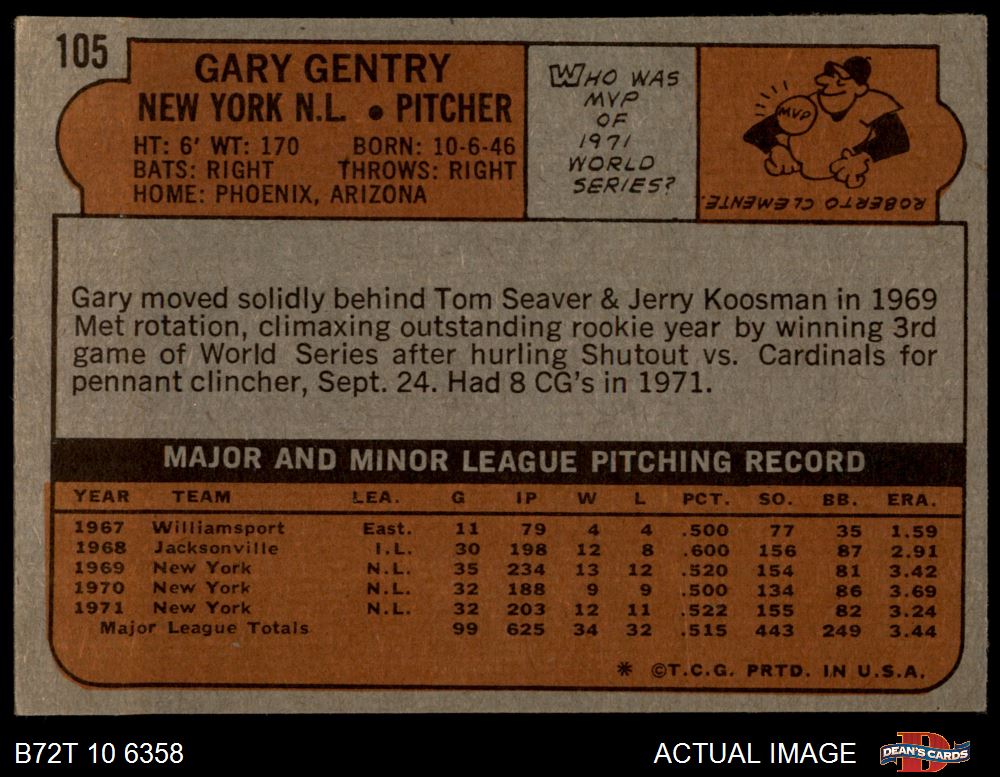 105
GARY GENTRY
NEW YORK N.L. • PITCHER
HT: 6' WT: 170 BORN: 10-6-46
BATS: RIGHT THROWS: RIGHT
HOME: PHOENIX, ARIZONA
WHO WAS
MVP
OF
1971
WORLD
SERIES?
MVP
ROBERTO CLEMENTE.
Gary moved solidly behind Tom Seaver & Jerry Koosman in 1969
Met rotation, climaxing outstanding rookie year by winning 3rd
game of World Series after hurling Shutout vs. Cardinals for
pennant clincher, Sept. 24. Had 8 CG's in 1971.
MAJOR AND MINOR LEAGUE PITCHING RECORD
YEAR TEAM LEA. G IP W L PCT. SO. BB. ERA.
1967 Williamsport East. 11 79 4 4 .500 77 35 1.59
1968 Jacksonville I.L. 30 198 12 8 .600 156 87 2.91
1969 New York N.L. 35 234 13 12 .520 154 81 3.42
1970 New York N.L. 32 188 9 9 .500 134 86 3.69
1971 New York N.L. 32 203 12 11 .522 155 82 3.24
Major League Totals 99 625 34 32 .515 443 249 3.44
* ©T.C.G. PRTD. IN U.S.A.
B72T 10 6358
ACTUAL IMAGE
DEAN'S CARDS